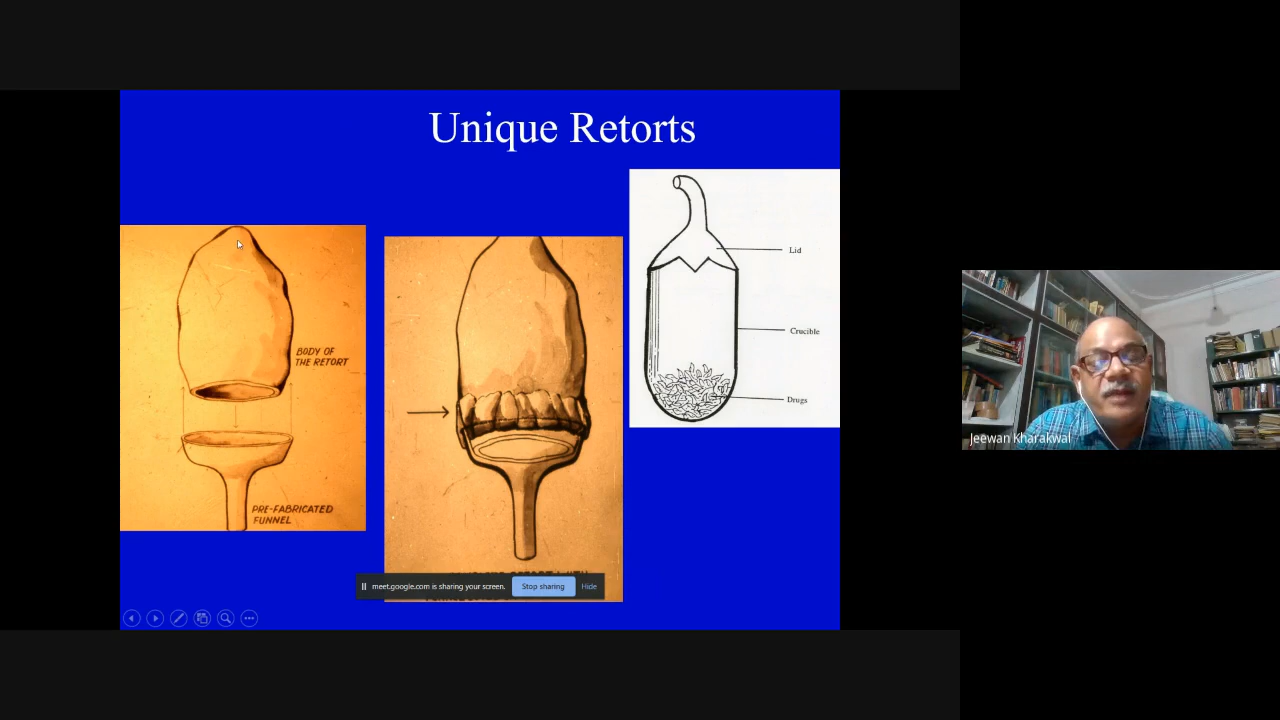 Unique Retorts
BODY OF
THE RETORT
PRE-FABRICATED
FUNNEL
Lid
Crucible
Drugs
meet.google.com is sharing your screen.
Stop sharing
Hide
Jeewan Kharakwal